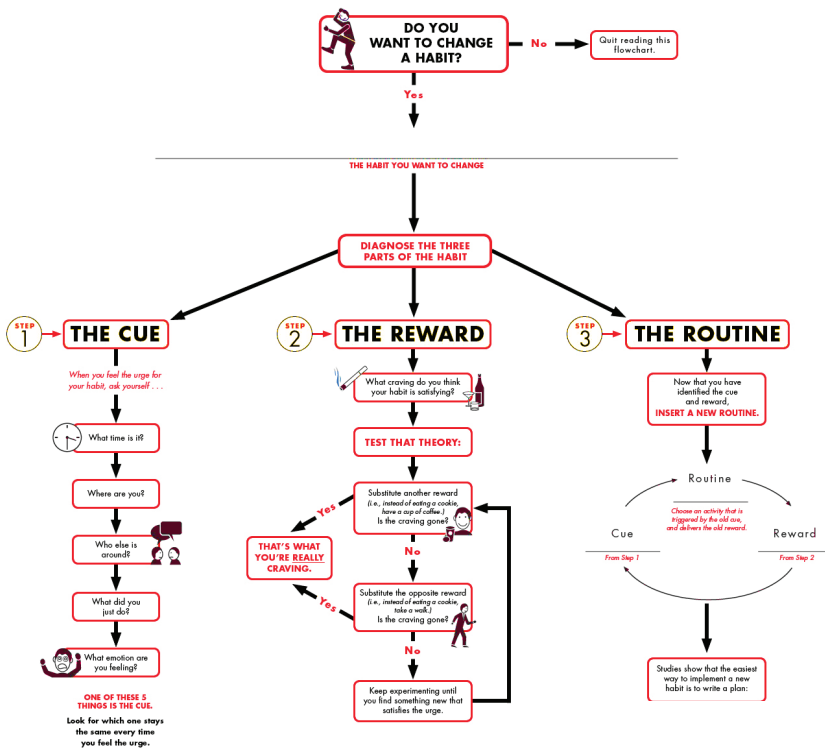 DO YOU
WANT TO CHANGE
A HABIT?
No
Quit reading this
flowchart.
Yes
THE HABIT YOU WANT TO CHANGE
DIAGNOSE THE THREE
PARTS OF THE HABIT
STEP
1
THE CUE
When you feel the urge for
your habit, ask yourself . . .
What time is it?
Where are you?
Who else is
around?
What did you
just do?
What emotion are
you feeling?
ONE OF THESE 5
THINGS IS THE CUE.
Look for which one stays
the same every time
you feel the urge.
STEP
2
THE REWARD
What craving do you think
your habit is satisfying?
TEST THAT THEORY:
Substitute another reward
(i.e., instead of eating a cookie,
have a cup of coffee.)
Is the craving gone?
Yes
THAT'S WHAT
YOU'RE REALLY
CRAVING.
No
Substitute the opposite reward
(i.e., instead of eating a cookie,
take a walk.)
Is the craving gone?
Yes
No
Keep experimenting until
you find something new that
satisfies the urge.
STEP
3
THE ROUTINE
Now that you have
identified the cue
and reward,
INSERT A NEW ROUTINE.
Routine
Choose an activity that is
triggered by the old cue,
and delivers the old reward.
Cue
From Step 1
Reward
From Step 2
Studies show that the easiest
way to implement a new
habit is to write a plan: